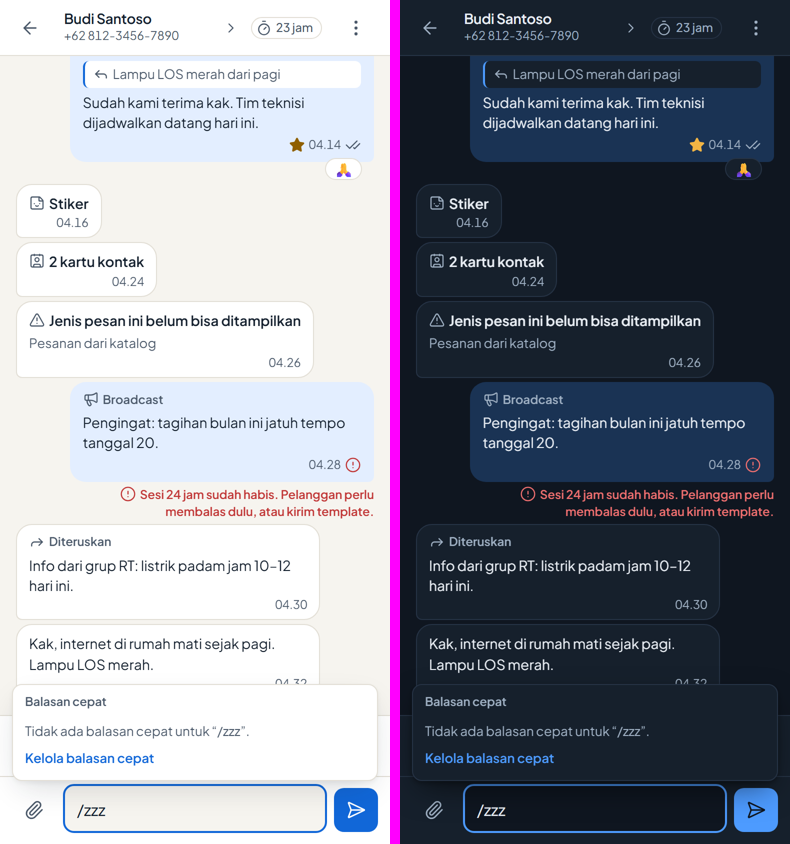 Budi Santoso
+62 812-3456-7890
23 jam
Lampu LOS merah dari pagi
Sudah kami terima kak. Tim teknisi
dijadwalkan datang hari ini.
04.14
Stiker
04.16
2 kartu kontak
04.24
Jenis pesan ini belum bisa ditampilkan
Pesanan dari katalog
04.26
Broadcast
Pengingat: tagihan bulan ini jatuh tempo
tanggal 20.
04.28
Sesi 24 jam sudah habis. Pelanggan perlu
membalas dulu, atau kirim template.
Diteruskan
Info dari grup RT: listrik padam jam 10–12
hari ini.
04.30
Kak, internet di rumah mati sejak pagi.
Lampu LOS merah.
04.32
Balasan cepat
Tidak ada balasan cepat untuk “/zzz”.
Kelola balasan cepat
/zzz
Budi Santoso
+62 812-3456-7890
23 jam
Lampu LOS merah dari pagi
Sudah kami terima kak. Tim teknisi
dijadwalkan datang hari ini.
04.14
Stiker
04.16
2 kartu kontak
04.24
Jenis pesan ini belum bisa ditampilkan
Pesanan dari katalog
04.26
Broadcast
Pengingat: tagihan bulan ini jatuh tempo
tanggal 20.
04.28
Sesi 24 jam sudah habis. Pelanggan perlu
membalas dulu, atau kirim template.
Diteruskan
Info dari grup RT: listrik padam jam 10–12
hari ini.
04.30
Kak, internet di rumah mati sejak pagi.
Lampu LOS merah.
04.32
Balasan cepat
Tidak ada balasan cepat untuk “/zzz”.
Kelola balasan cepat
/zzz